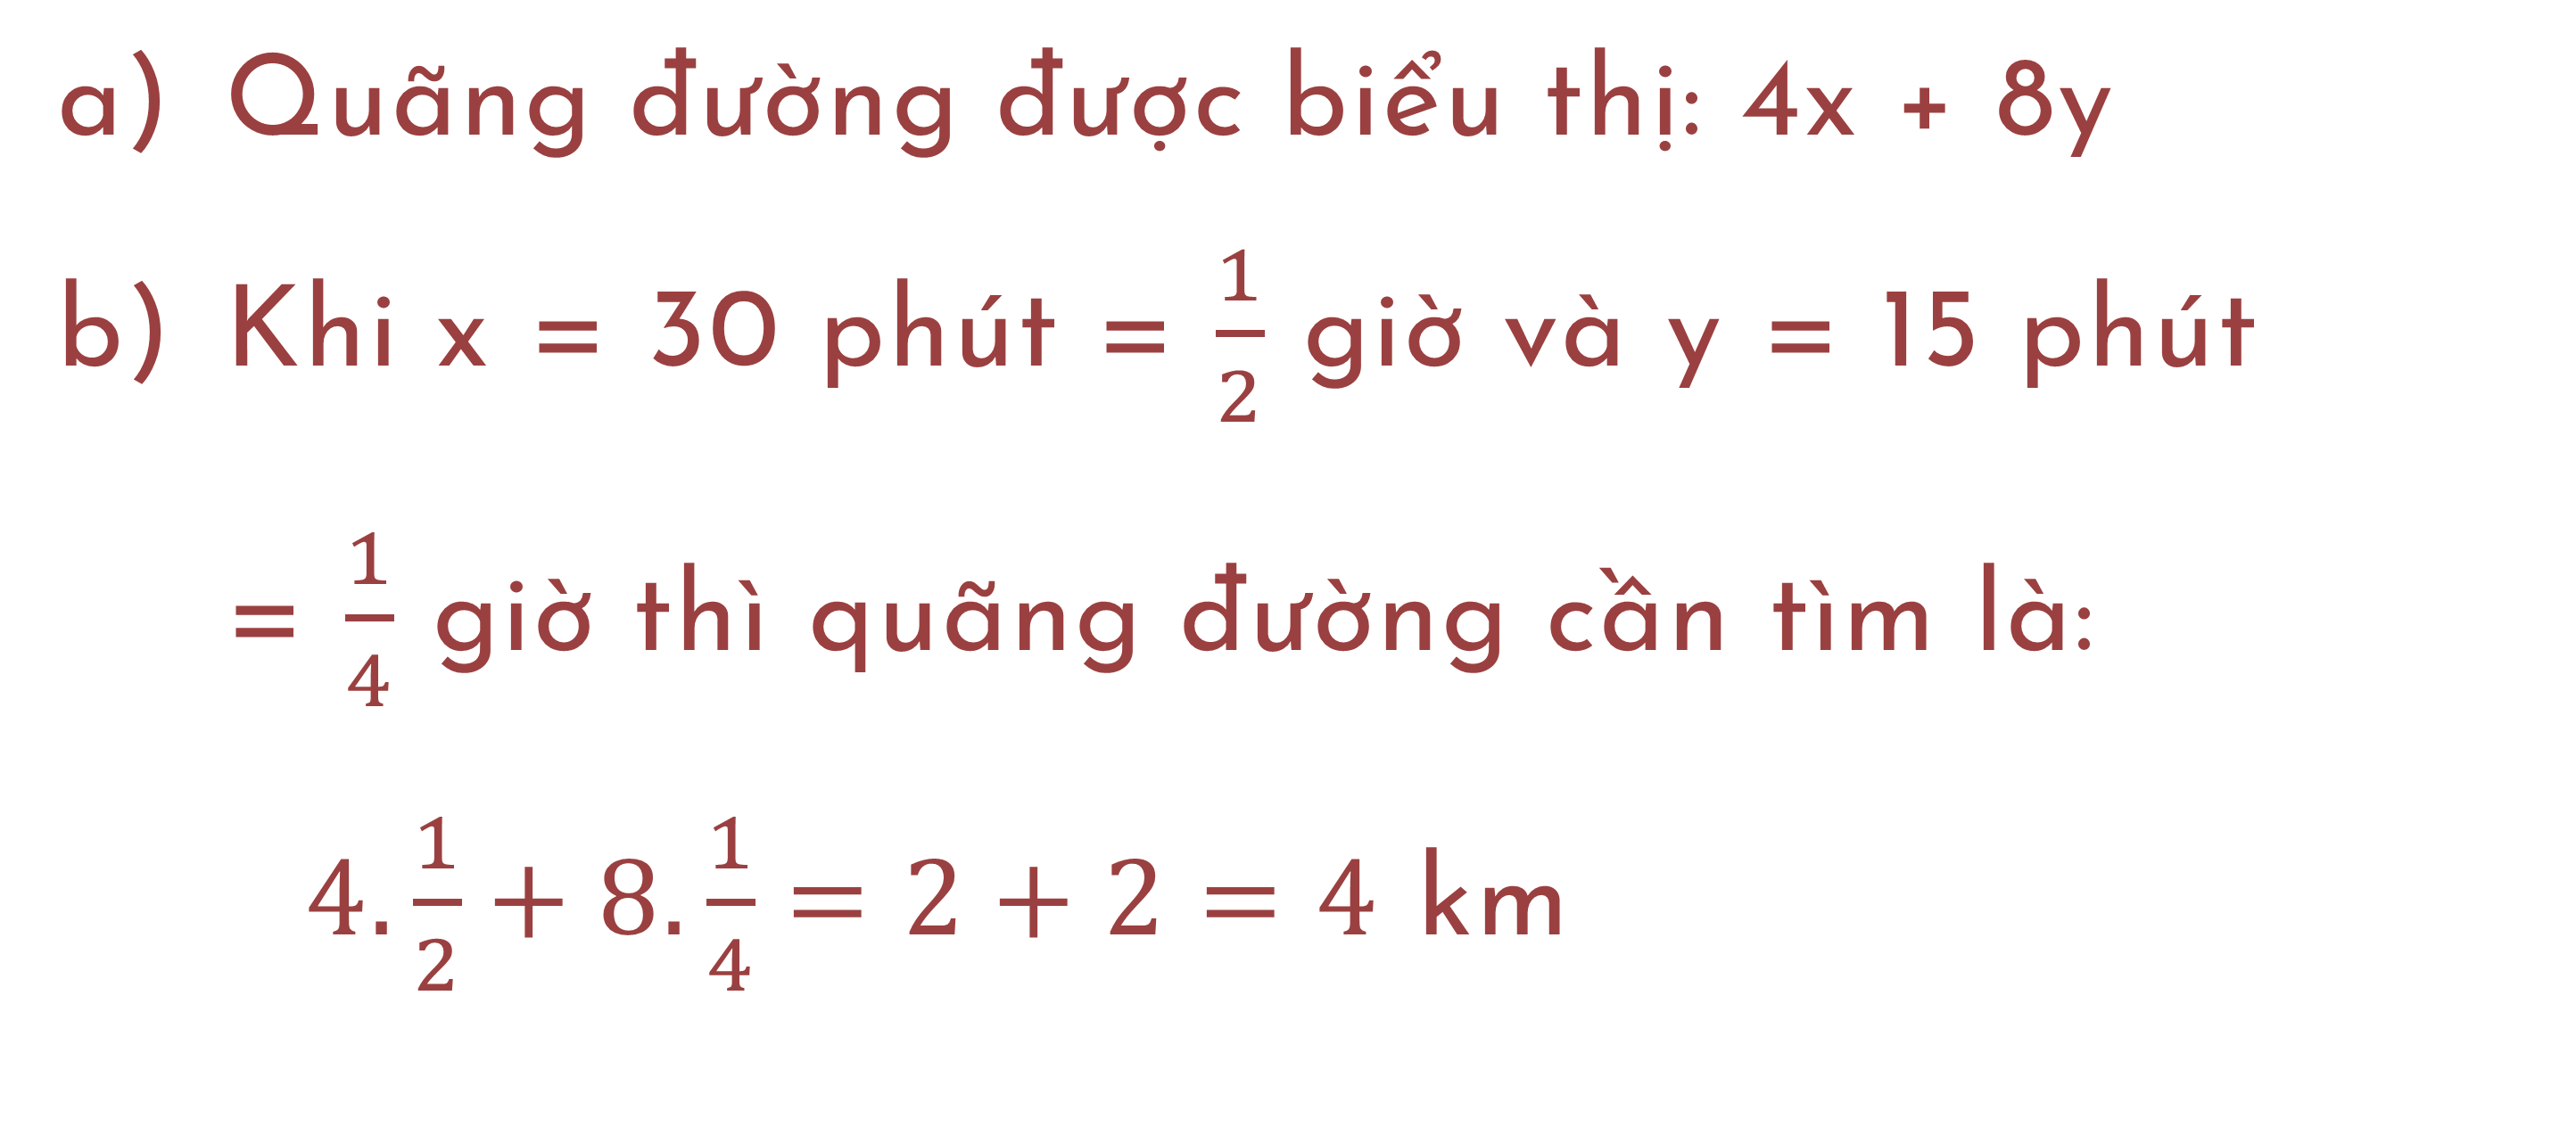 a) Quãng đường được biểu thị: 4x + 8y
b) Khi x = 30 phút = 1/2 giờ và y = 15 phút
= 1/4 giờ thì quãng đường cần tìm là:
4. 1/2 + 8. 1/4 = 2 + 2 = 4 km